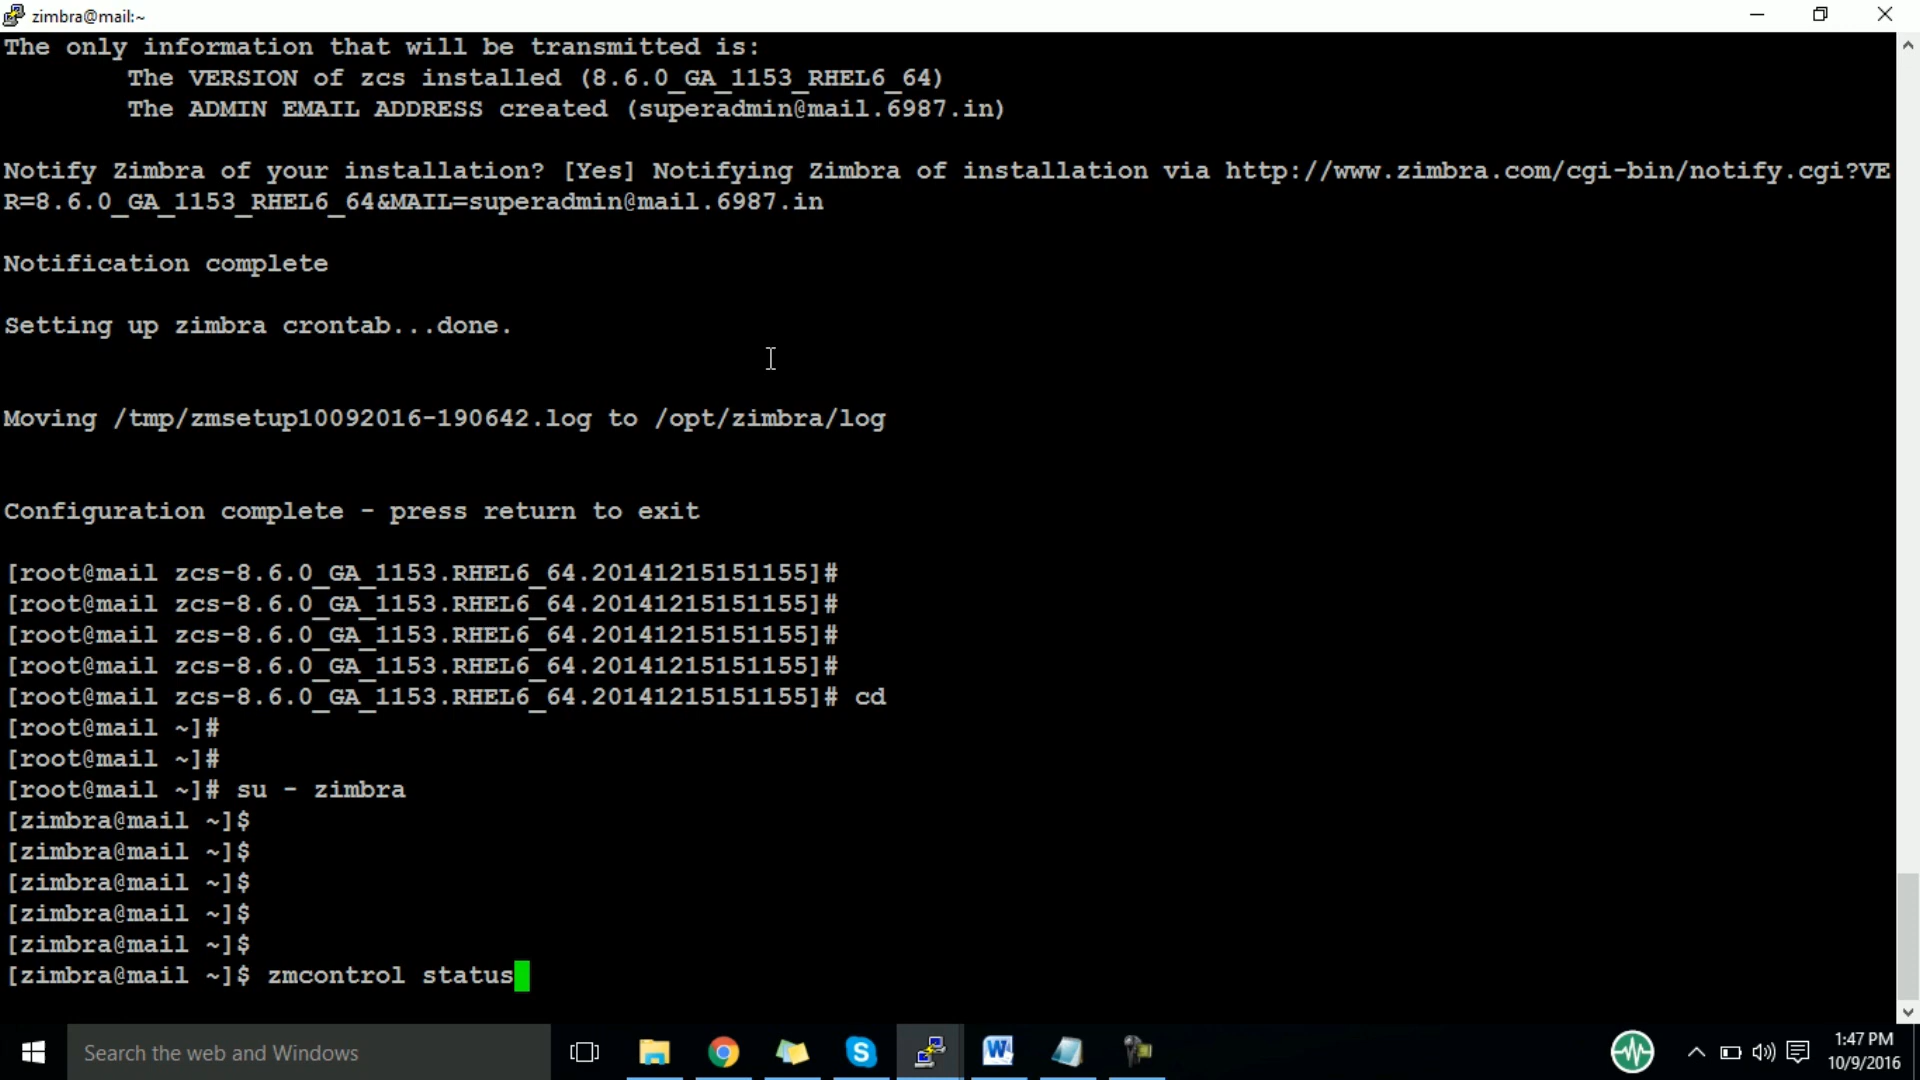 zimbra@mail:~
The only information that will be transmitted is:
The VERSION of zcs installed (8.6.0_GA_1153_RHEL6_64)
The ADMIN EMAIL ADDRESS created (superadmin@mail.6987.in)
Notify Zimbra of your installation? [Yes] Notifying Zimbra of installation via http://www.zimbra.com/cgi-bin/notify.cgi?VE
R=8.6.0_GA_1153_RHEL6_64&MAIL=superadmin@mail.6987.in
Notification complete
Setting up zimbra crontab...done.
Moving /tmp/zmsetup10092016-190642.log to /opt/zimbra/log
Configuration complete - press return to exit
[root@mail zcs-8.6.0_GA_1153.RHEL6_64.20141215151155]#
[root@mail zcs-8.6.0_GA_1153.RHEL6_64.20141215151155]#
[root@mail zcs-8.6.0_GA_1153.RHEL6_64.20141215151155]#
[root@mail zcs-8.6.0_GA_1153.RHEL6_64.20141215151155]#
[root@mail zcs-8.6.0_GA_1153.RHEL6_64.20141215151155]# cd
[root@mail ~]#
[root@mail ~]#
[root@mail ~]# su - zimbra
[zimbra@mail ~]$
[zimbra@mail ~]$
[zimbra@mail ~]$
[zimbra@mail ~]$
[zimbra@mail ~]$
[zimbra@mail ~]$ zmcontrol status
Search the web and Windows
1:47 PM
10/9/2016